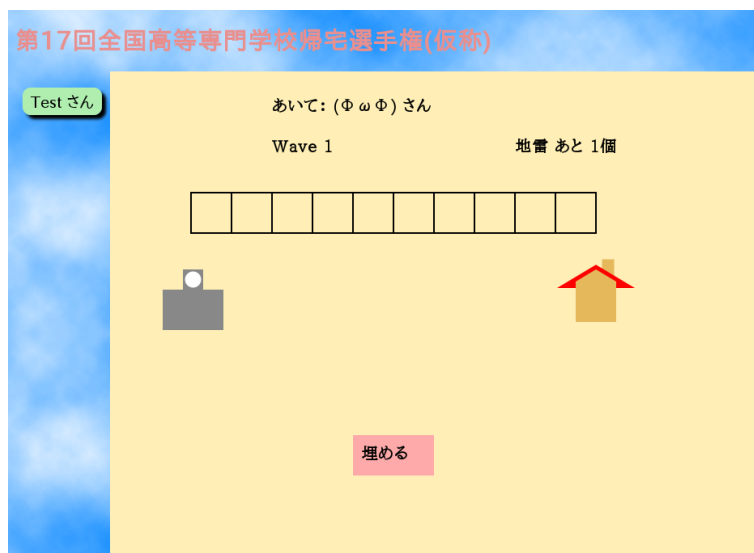 第17回全国高等専門学校帰宅選手権(仮称)
Test さん
あいて: (ΦωΦ) さん
Wave 1 地雷 あと 1個
埋める